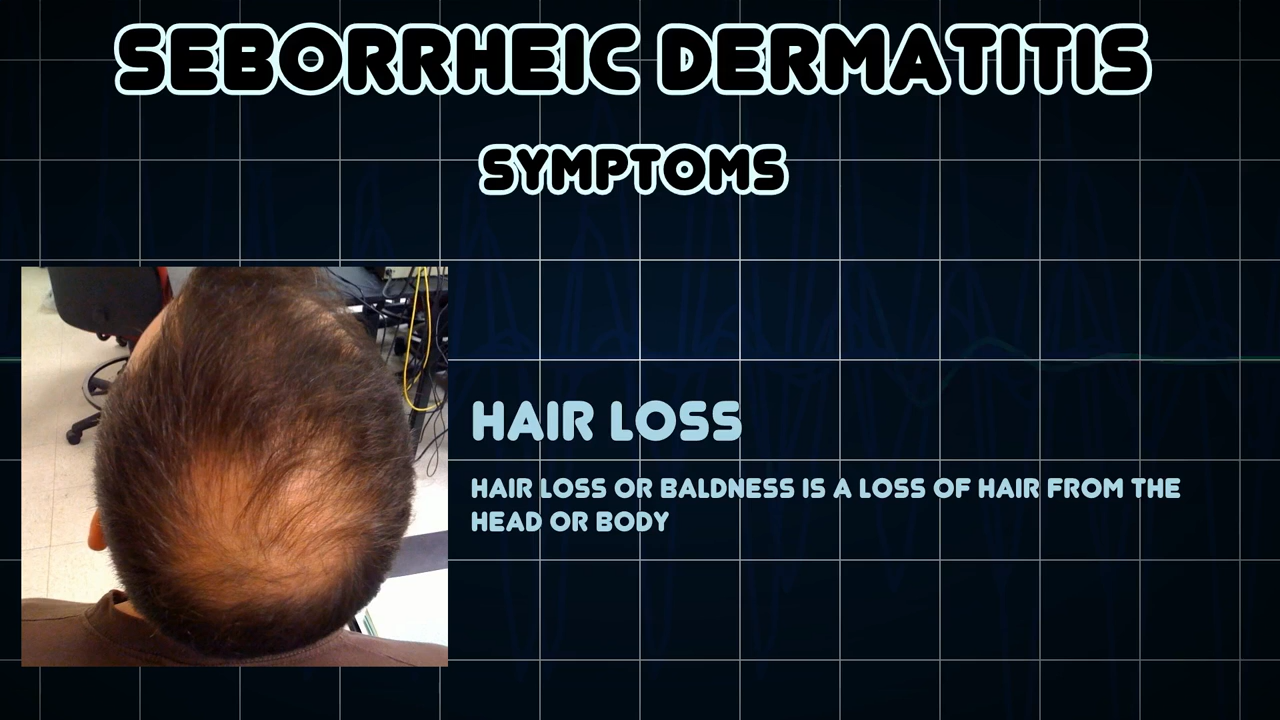 SEBORRHEIC DERMATITIS
SYMPTOMS
HAIR LOSS
HAIR LOSS OR BALDNESS IS A LOSS OF HAIR FROM THE
HEAD OR BODY